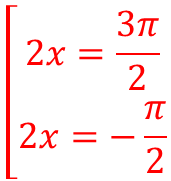 2x = 3π/2
2x = −π/2